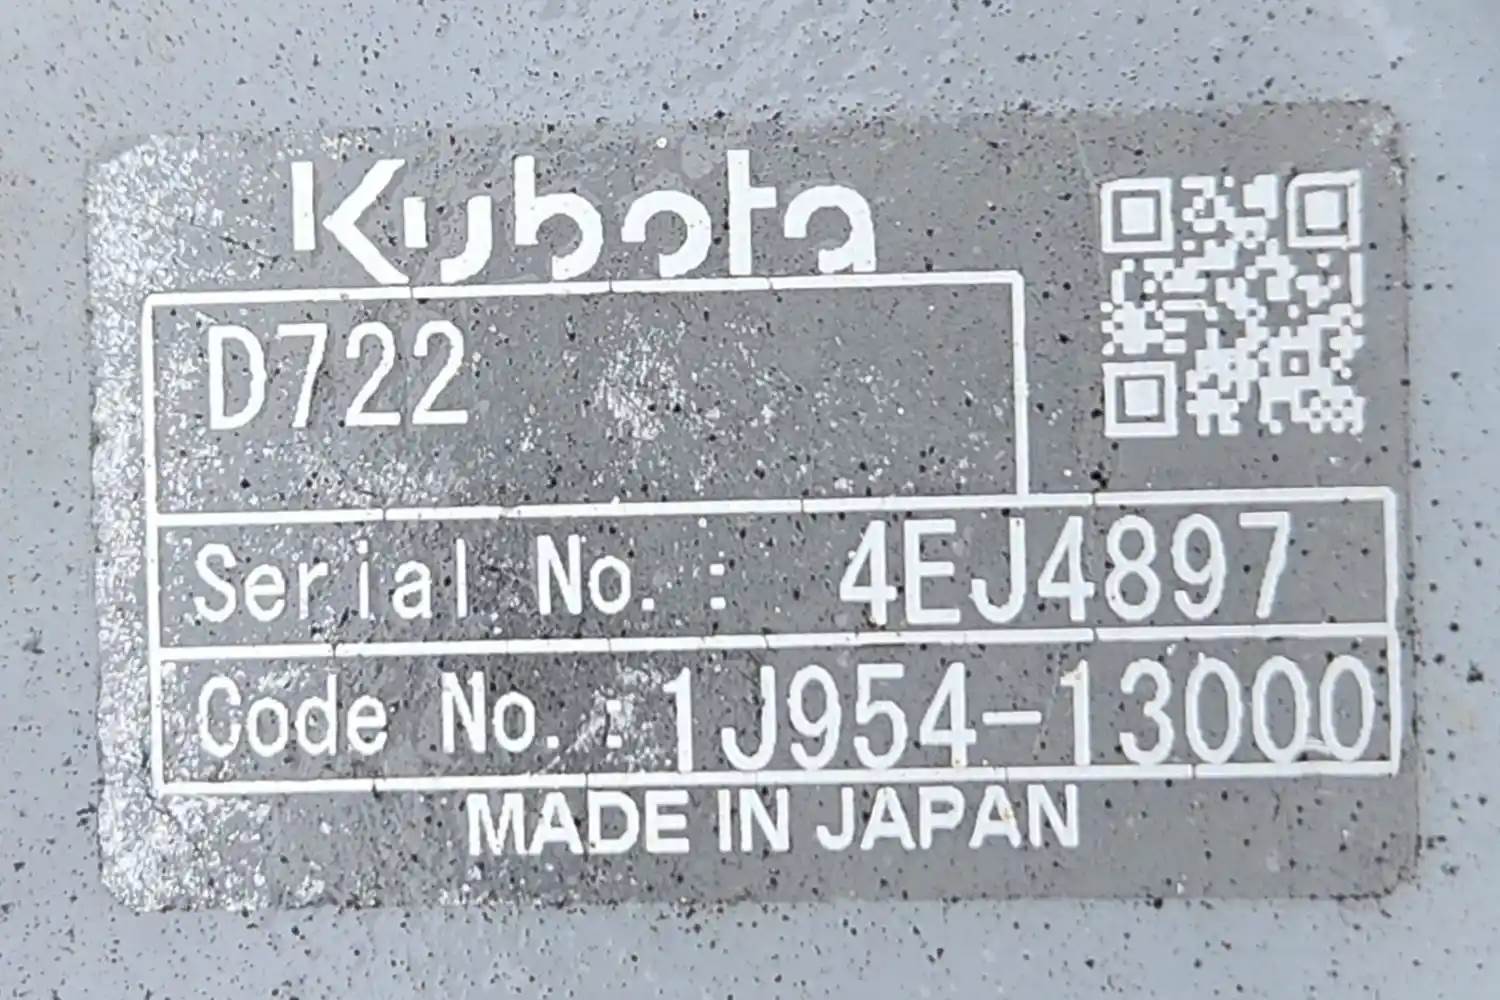 Kubota
D722
Serial No.: 4EJ4897
Code No.: 1J954-13000
MADE IN JAPAN